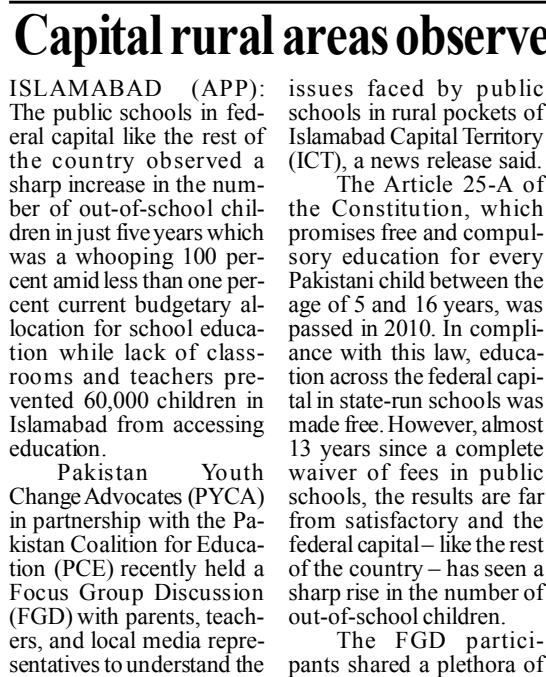 Capital rural areas observe
ISLAMABAD (APP):
The public schools in fed-
eral capital like the rest of
the country observed a
sharp increase in the num-
ber of out-of-school chil-
dren in just five years which
was a whooping 100 per-
cent amid less than one per-
cent current budgetary al-
location for school educa-
tion while lack of class-
rooms and teachers pre-
vented 60,000 children in
Islamabad from accessing
education.
Pakistan Youth
Change Advocates (PYCA)
in partnership with the Pa-
kistan Coalition for Educa-
tion (PCE) recently held a
Focus Group Discussion
(FGD) with parents, teach-
ers, and local media repre-
sentatives to understand the
issues faced by public
schools in rural pockets of
Islamabad Capital Territory
(ICT), a news release said.
The Article 25-A of
the Constitution, which
promises free and compul-
sory education for every
Pakistani child between the
age of 5 and 16 years, was
passed in 2010. In compli-
ance with this law, educa-
tion across the federal capi-
tal in state-run schools was
made free. However, almost
13 years since a complete
waiver of fees in public
schools, the results are far
from satisfactory and the
federal capital – like the rest
of the country – has seen a
sharp rise in the number of
out-of-school children.
The FGD partici-
pants shared a plethora of